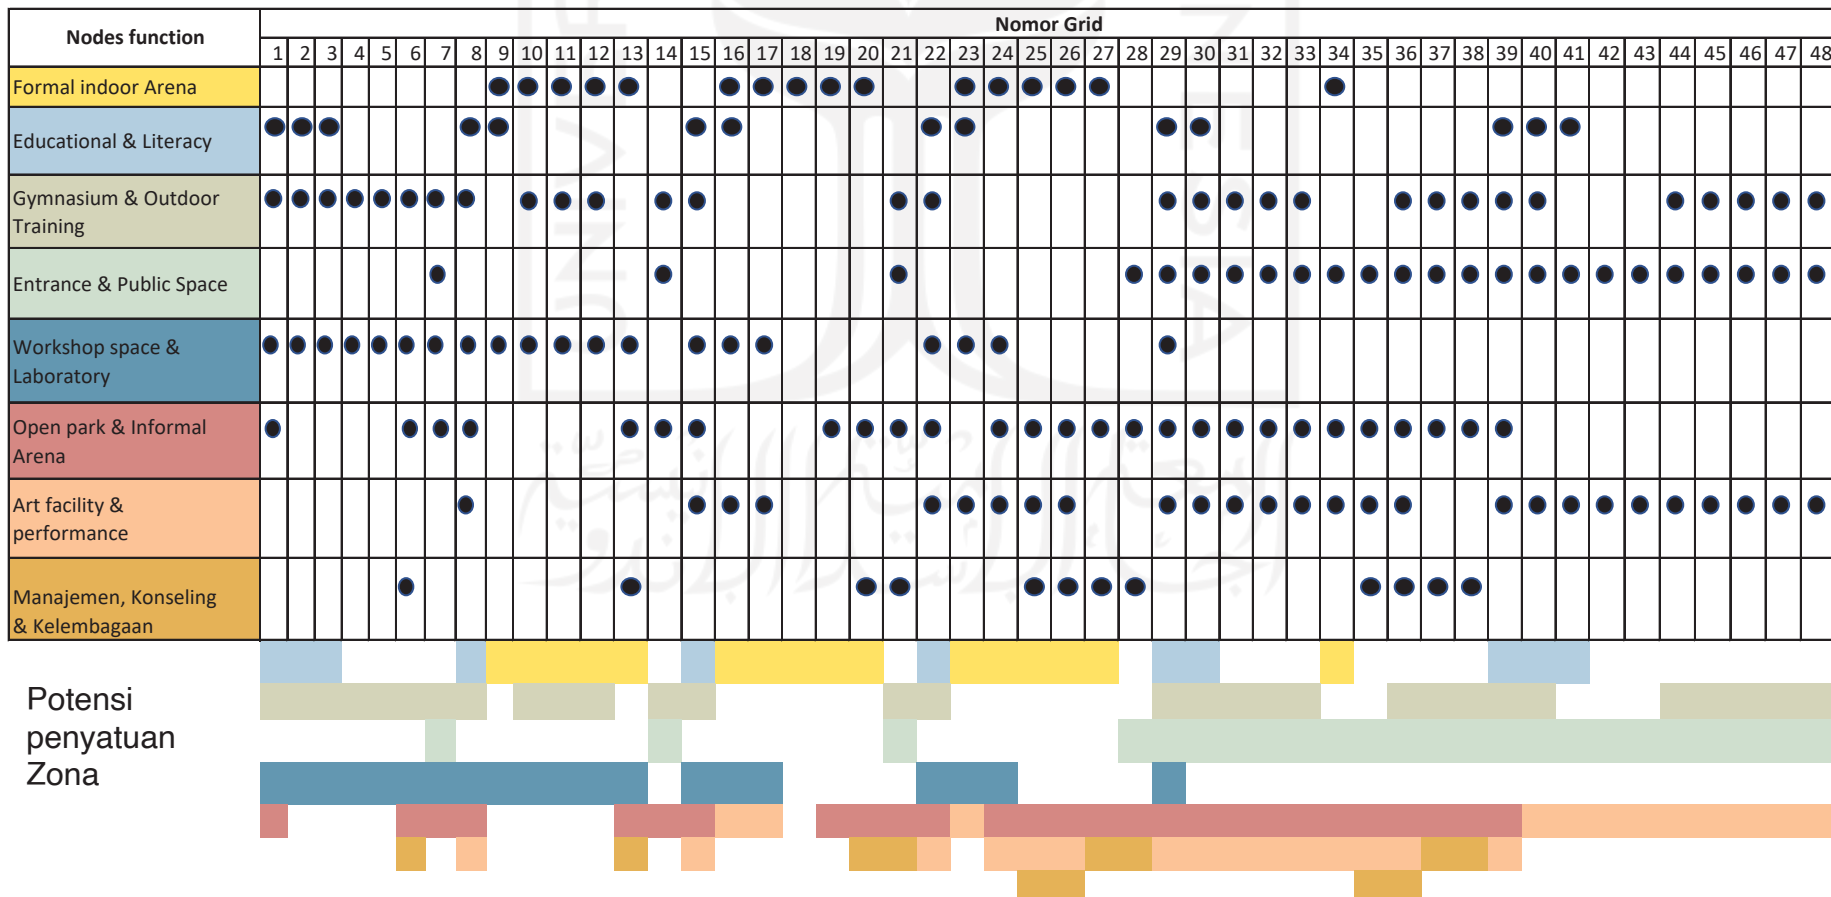 Nodes function
Nomor Grid
1 2 3 4 5 6 7 8 9 10 11 12 13 14 15 16 17 18 19 20 21 22 23 24 25 26 27 28 29 30 31 32 33 34 35 36 37 38 39 40 41 42 43 44 45 46 47 48
Formal indoor Arena
Educational & Literacy
Gymnasium & Outdoor
Training
Entrance & Public Space
Workshop space &
Laboratory
Open park & Informal
Arena
Art facility &
performance
Manajemen, Konseling
& Kelembagaan
Potensi
penyatuan
Zona